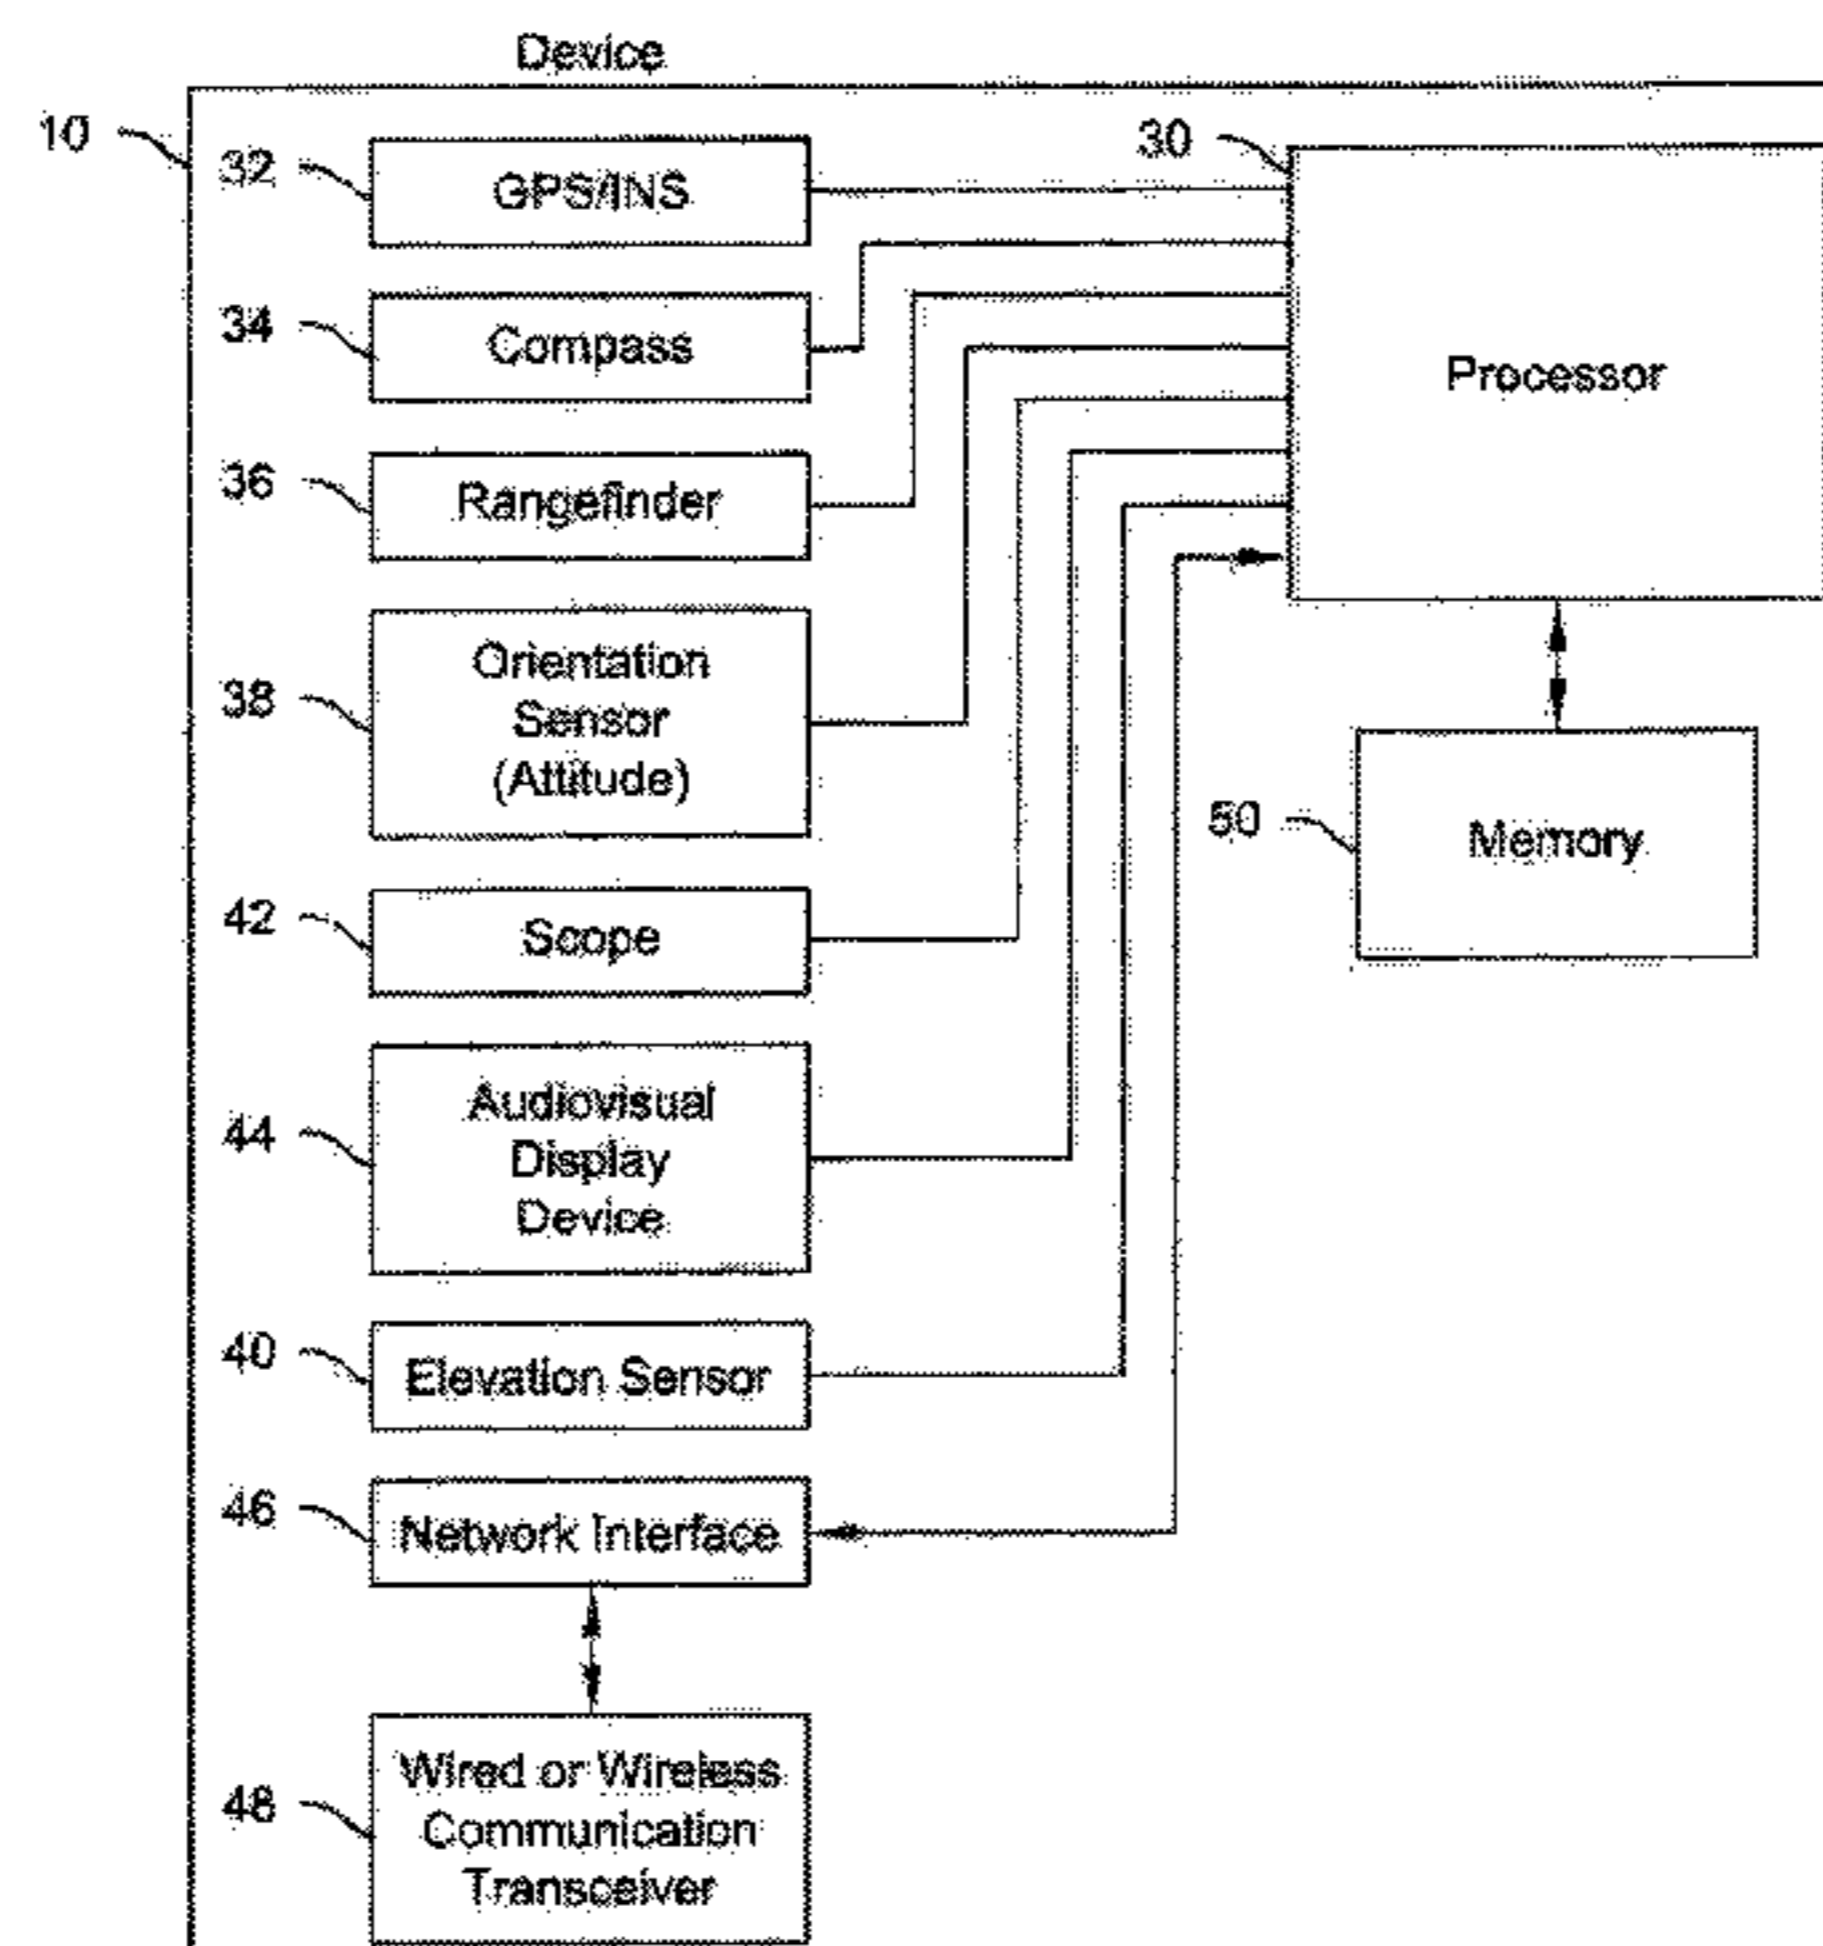 Device
10
32
GPS/INS
30
Processor
34
Compass
36
Rangefinder
38
Orientation
Sensor
(Attitude)
50
Memory
42
Scope
44
Audiovisual
Display
Device
40
Elevation Sensor
46
Network Interface
48
Wired or Wireless
Communication
Transceiver